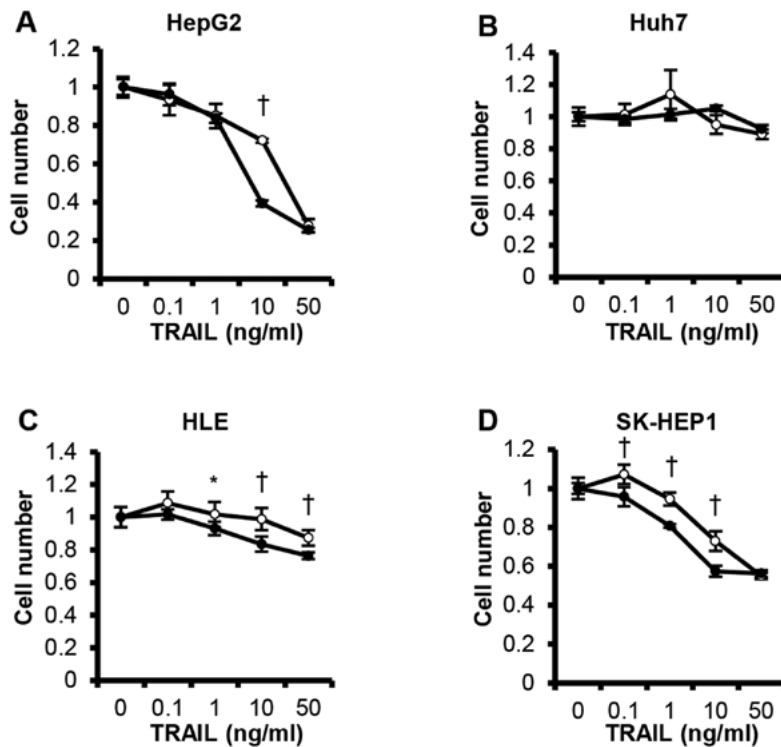 A
HepG2
†
1.2
1
0.8
0.6
0.4
0.2
0
Cell number
0 0.1 1 10 50
TRAIL (ng/ml)
B
Huh7
1.4
1.2
1
0.8
0.6
0.4
0.2
0
Cell number
0 0.1 1 10 50
TRAIL (ng/ml)
C
HLE
* † †
1.4
1.2
1
0.8
0.6
0.4
0.2
0
Cell number
0 0.1 1 10 50
TRAIL (ng/ml)
D
SK-HEP1
† † †
1.2
1
0.8
0.6
0.4
0.2
0
Cell number
0 0.1 1 10 50
TRAIL (ng/ml)